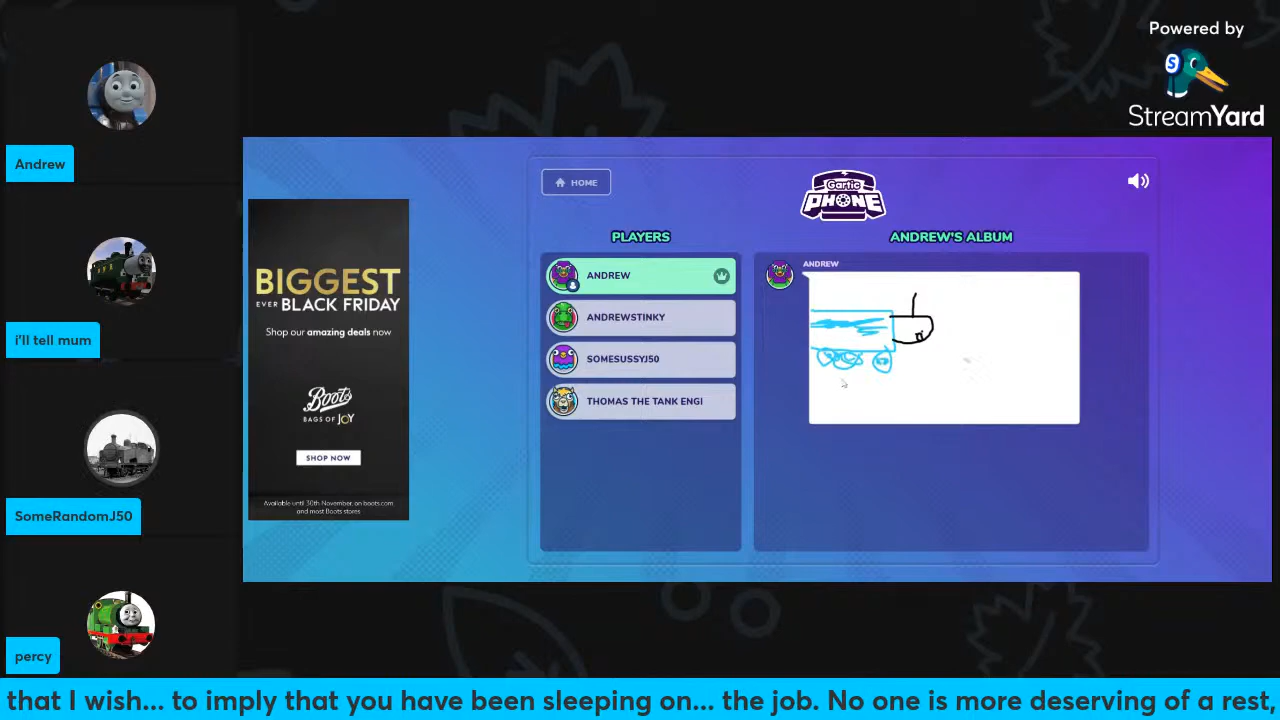 Powered by
StreamYard
Andrew
i'll tell mum
SomeRandomJ50
percy
HOME
Gartic
PHONE
PLAYERS
ANDREW
ANDREWSTINKY
SOMESUSSYJ50
THOMAS THE TANK ENGI
ANDREW'S ALBUM
ANDREW
BIGGEST
EVER BLACK FRIDAY
Shop our amazing deals now
Boots
BAGS OF JOY
SHOP NOW
Available until 30th November, on boots.com
and most Boots stores
that I wish... to imply that you have been sleeping on... the job. No one is more deserving of a rest,